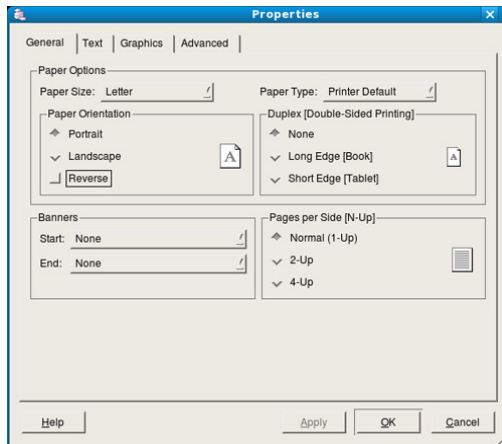 Properties
General Text Graphics Advanced
Paper Options
Paper Size: Letter Paper Type: Printer Default
Paper Orientation Duplex [Double-Sided Printing]
Portrait None
Landscape Long Edge [Book]
Reverse Short Edge [Tablet]
A A
Banners Pages per Side [N-Up]
Start: None Normal (1-Up)
End: None 2-Up
4-Up
Help Apply OK Cancel